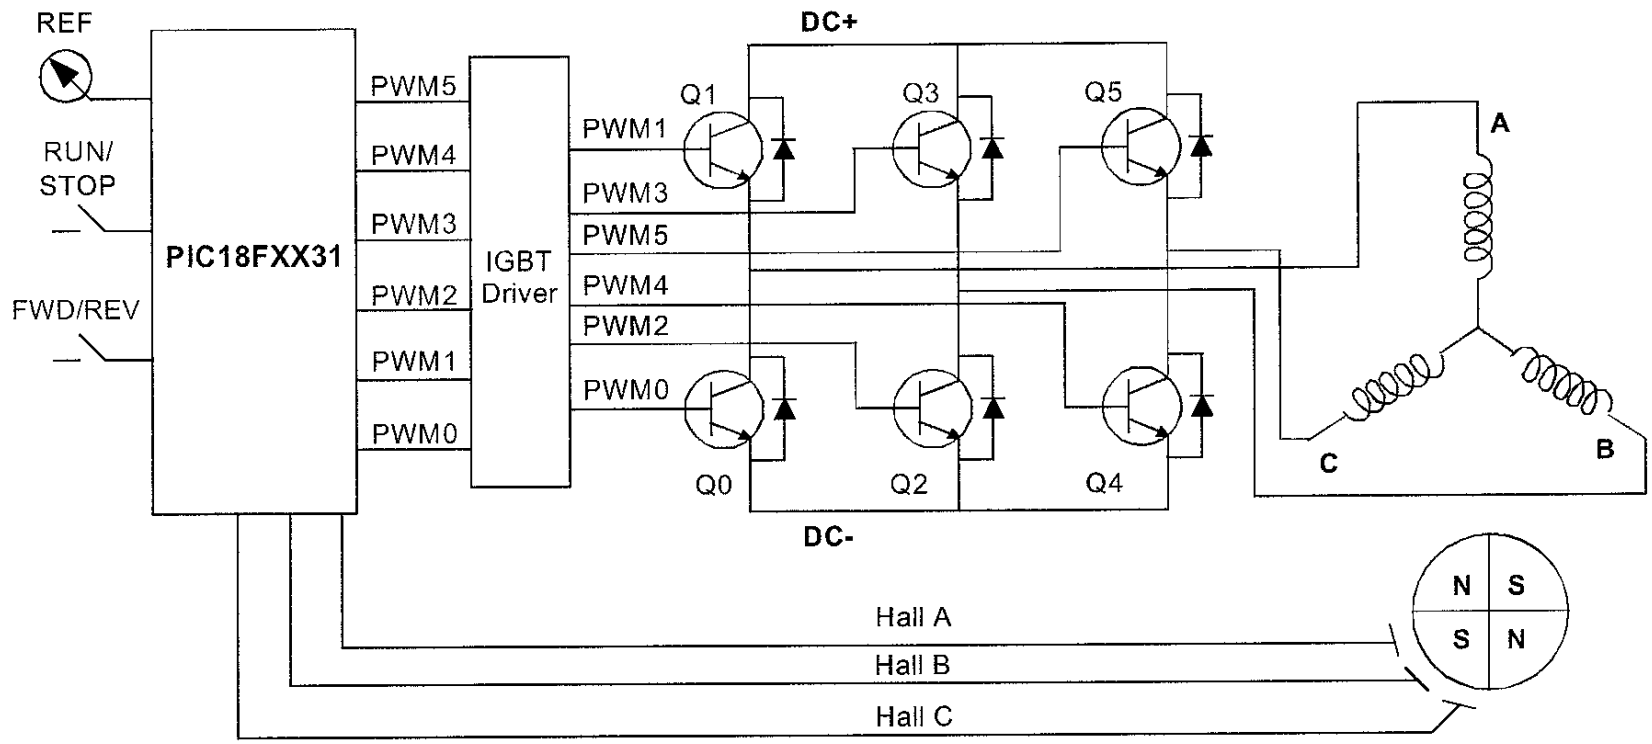 REF
RUN/
STOP
FWD/REV
PIC18FXX31
PWM5
PWM4
PWM3
PWM2
PWM1
PWM0
IGBT
Driver
PWM1
PWM3
PWM5
PWM4
PWM2
PWM0
DC+
Q1
Q3
Q5
Q0
Q2
Q4
DC-
A
B
C
Hall A
Hall B
Hall C
N S
S N